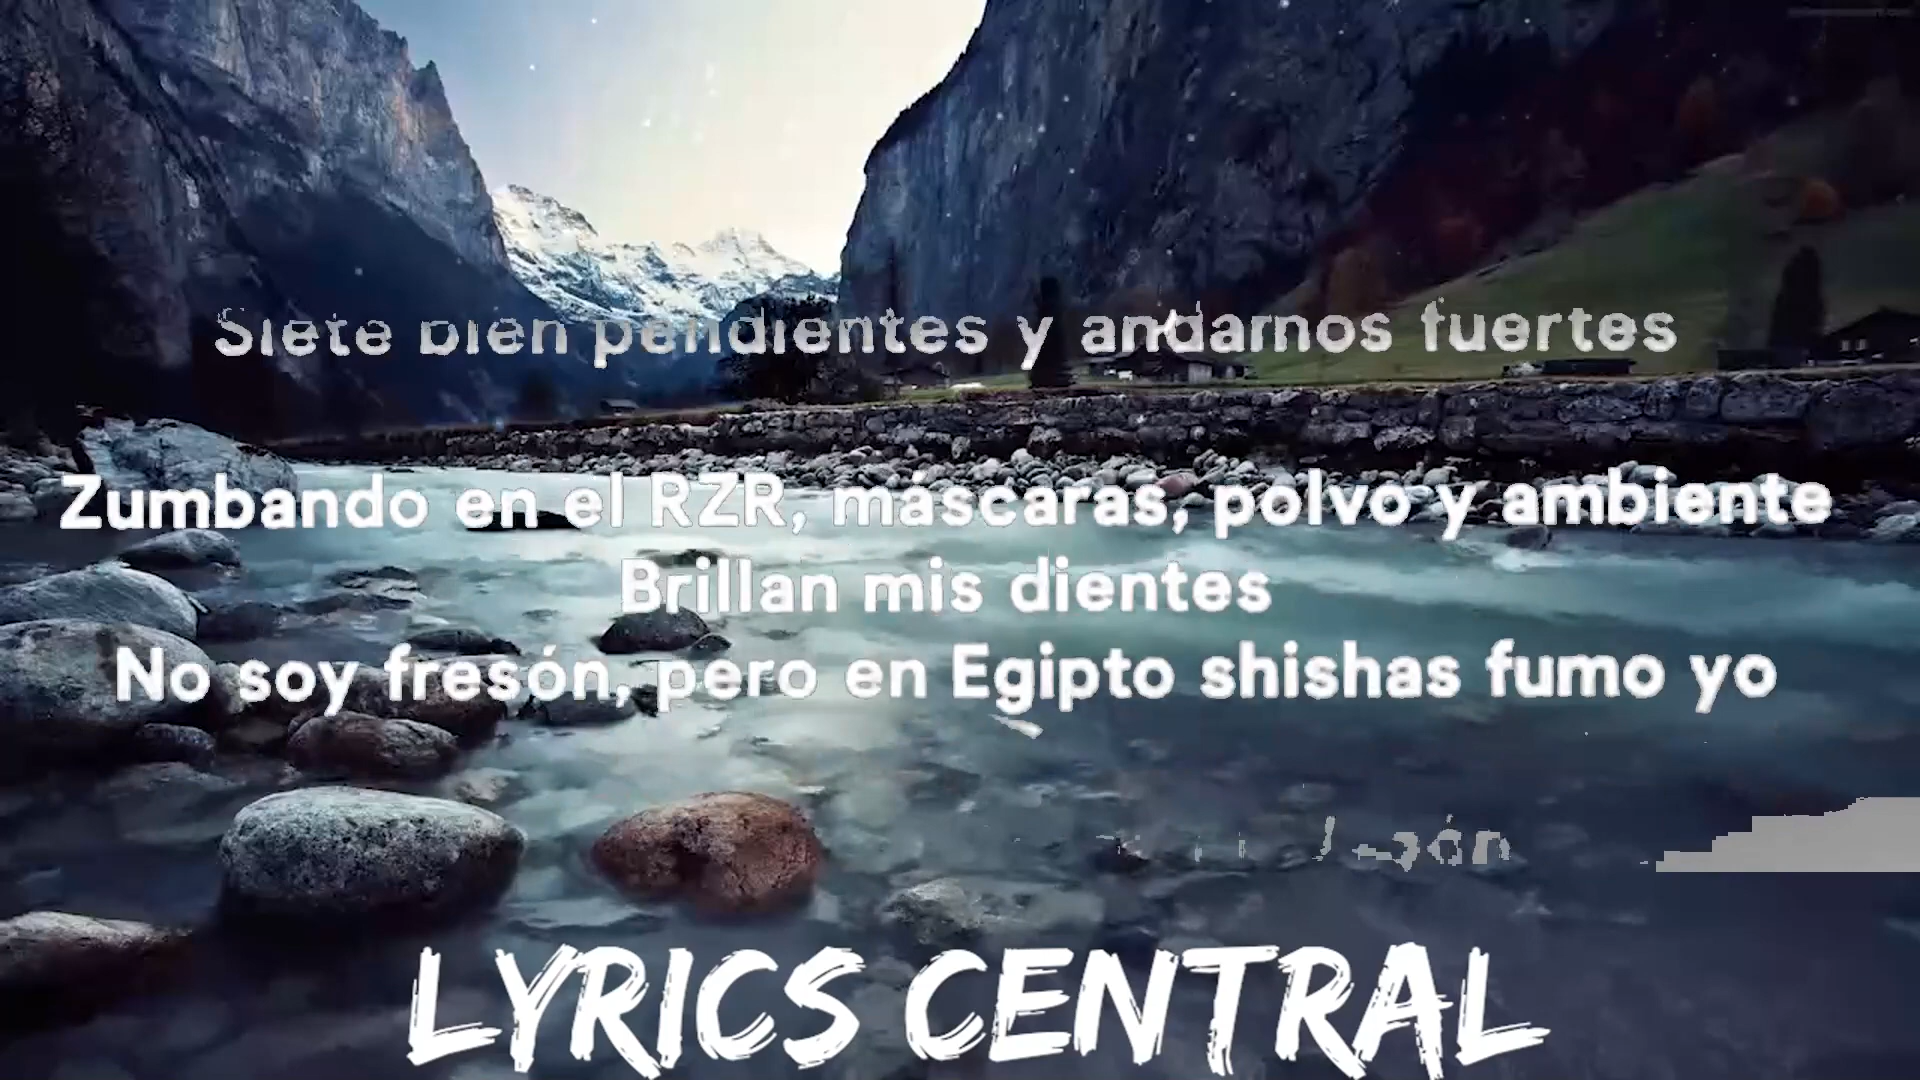 Siete bien pendientes y andarnos fuertes
Zumbando en el RZR, máscaras, polvo y ambiente
Brillan mis dientes
No soy fresón, pero en Egipto shishas fumo yo
LYRICS CENTRAL